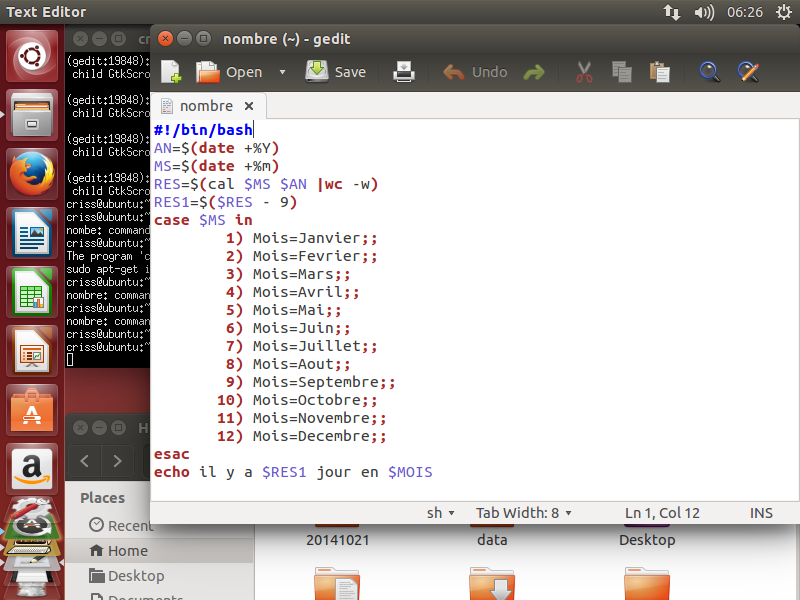 Text Editor
06:26
nombre (~) - gedit
Open
Save
Undo
nombre
#!/bin/bash
AN=$(date +%Y)
MS=$(date +%m)
RES=$(cal $MS $AN |wc -w)
RES1=$($RES - 9)
case $MS in
1) Mois=Janvier;;
2) Mois=Fevrier;;
3) Mois=Mars;;
4) Mois=Avril;;
5) Mois=Mai;;
6) Mois=Juin;;
7) Mois=Juillet;;
8) Mois=Aout;;
9) Mois=Septembre;;
10) Mois=Octobre;;
11) Mois=Novembre;;
12) Mois=Decembre;;
esac
echo il y a $RES1 jour en $MOIS
sh
Tab Width: 8
Ln 1, Col 12
INS
cr
(gedit:19848):
child GtkScro
(gedit:19848):
child GtkScro
(gedit:19848):
child GtkScro
(gedit:19848):
child GtkScro
criss@ubuntu:~
criss@ubuntu:~
nombe: command
criss@ubuntu:~
The program 'c
sudo apt-get i
criss@ubuntu:~
nombre: comman
criss@ubuntu:~
nombre: comman
criss@ubuntu:~
criss@ubuntu:~
H
Places
Recent
Home
Desktop
Documents
20141021
data
Desktop